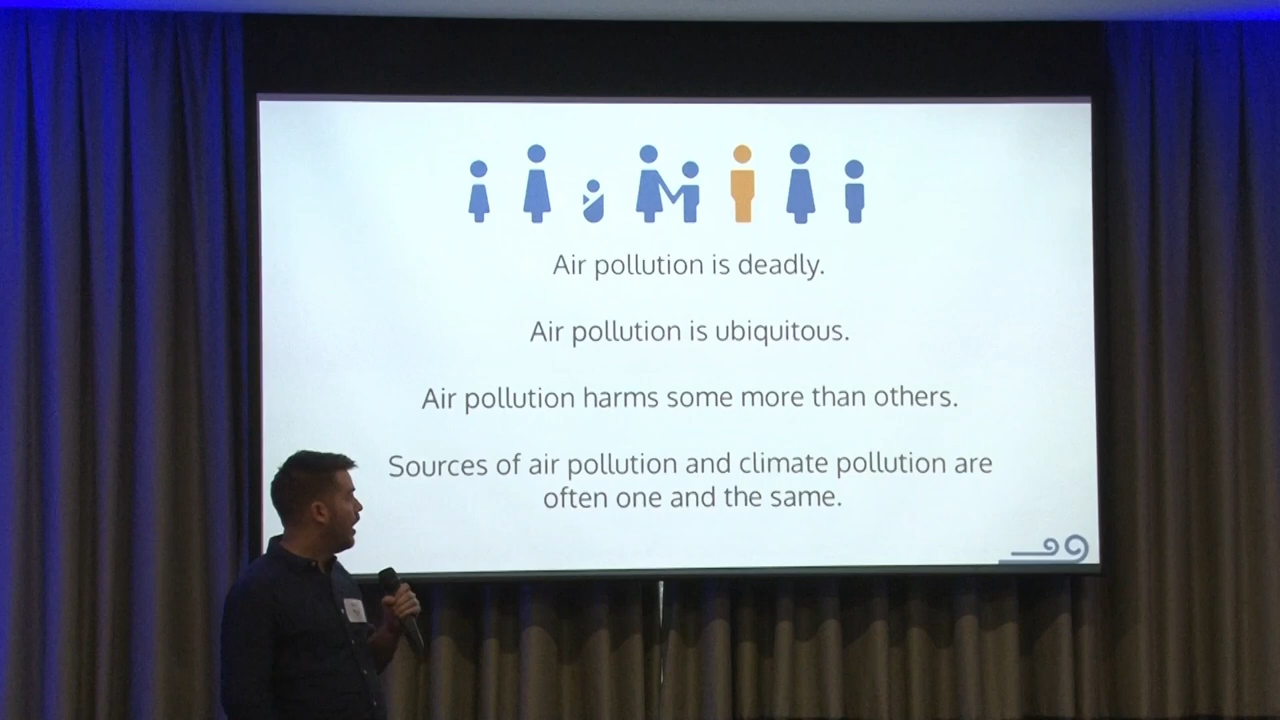 Air pollution is deadly.
Air pollution is ubiquitous.
Air pollution harms some more than others.
Sources of air pollution and climate pollution are
often one and the same.